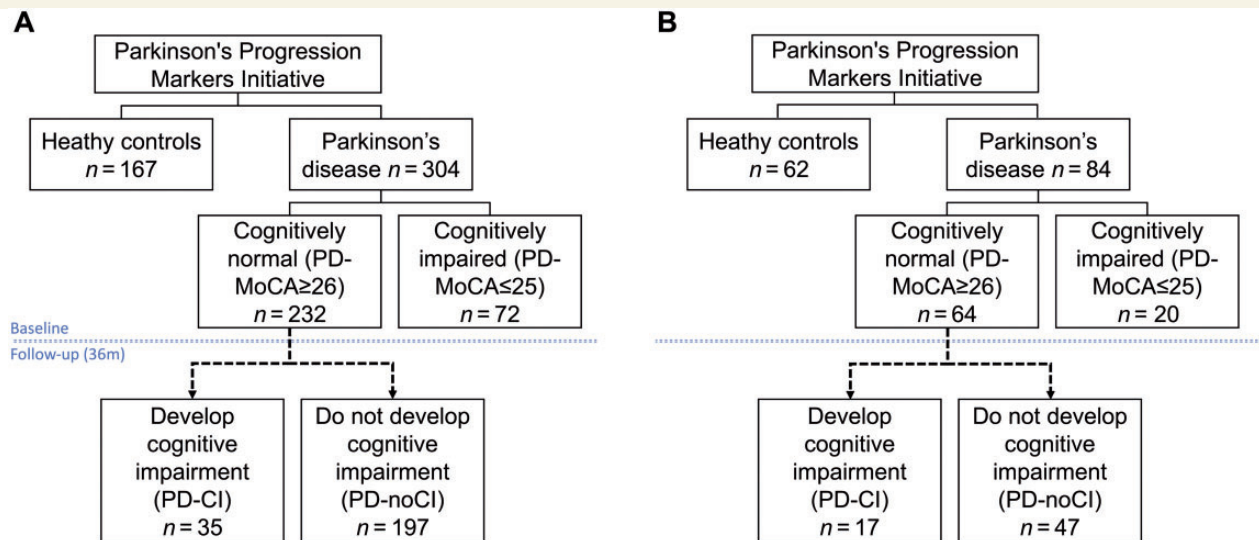 A
Parkinson's Progression
Markers Initiative
Heathy controls
n = 167
Parkinson's
disease n = 304
Cognitively
normal (PD-
MoCA≥26)
n = 232
Cognitively
impaired (PD-
MoCA≤25)
n = 72
Baseline
Follow-up (36m)
Develop
cognitive
impairment
(PD-CI)
n = 35
Do not develop
cognitive
impairment
(PD-noCI)
n = 197
B
Parkinson's Progression
Markers Initiative
Heathy controls
n = 62
Parkinson's
disease n = 84
Cognitively
normal (PD-
MoCA≥26)
n = 64
Cognitively
impaired (PD-
MoCA≤25)
n = 20
Develop
cognitive
impairment
(PD-CI)
n = 17
Do not develop
cognitive
impairment
(PD-noCI)
n = 47